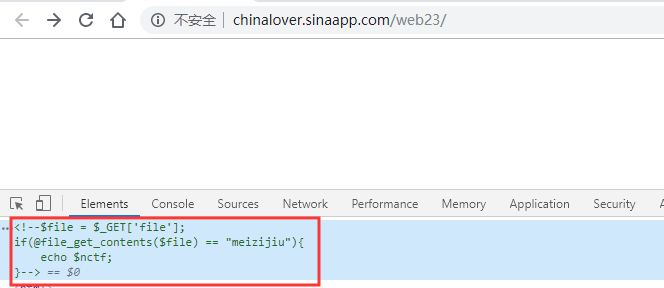 不安全 | chinalover.sinaapp.com/web23/
Elements Console Sources Network Performance Memory Application Security
<!--$file = $_GET['file'];
if(@file_get_contents($file) == "meizijiu"){
echo $nctf;
}--> == $0